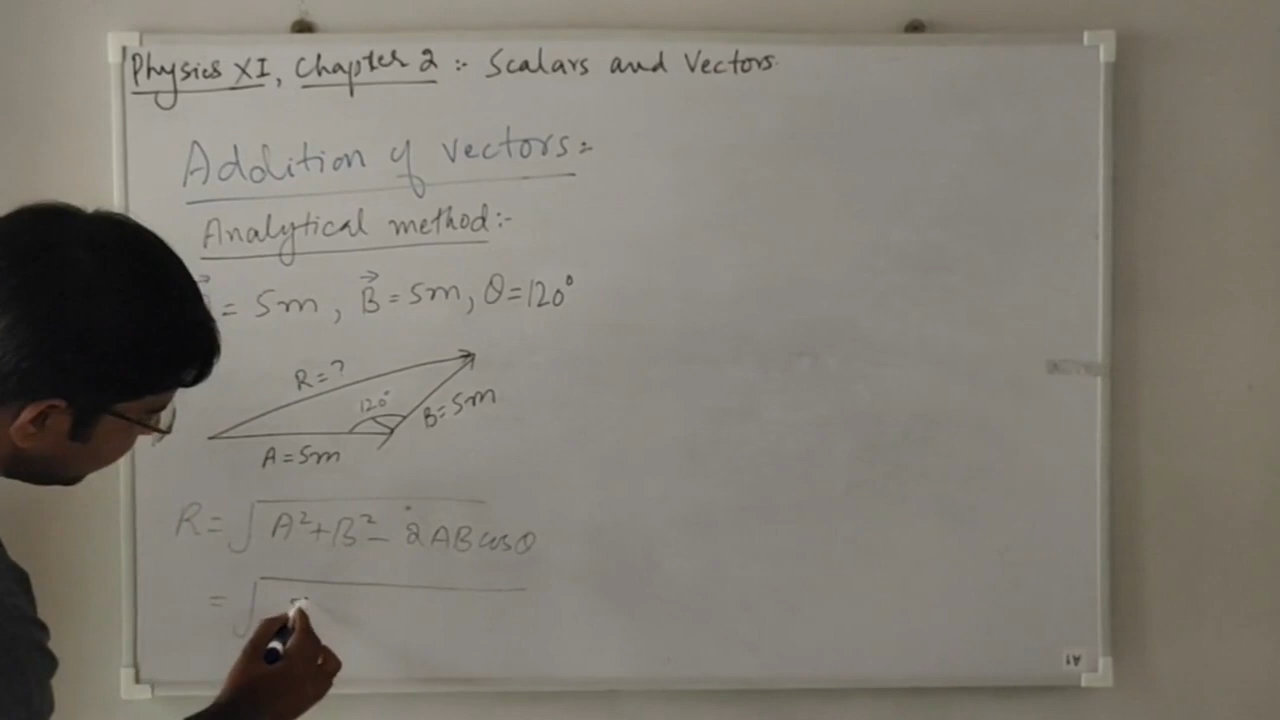 Physics XI, Chapter 2 :- Scalars and Vectors.
Addition of vectors:-
Analytical method:-
= 5m, B⃗ = 5m, θ = 120°
R = ?
120°
B = 5m
A = 5m
R = √A² + B² - 2AB cosθ
= √
A1